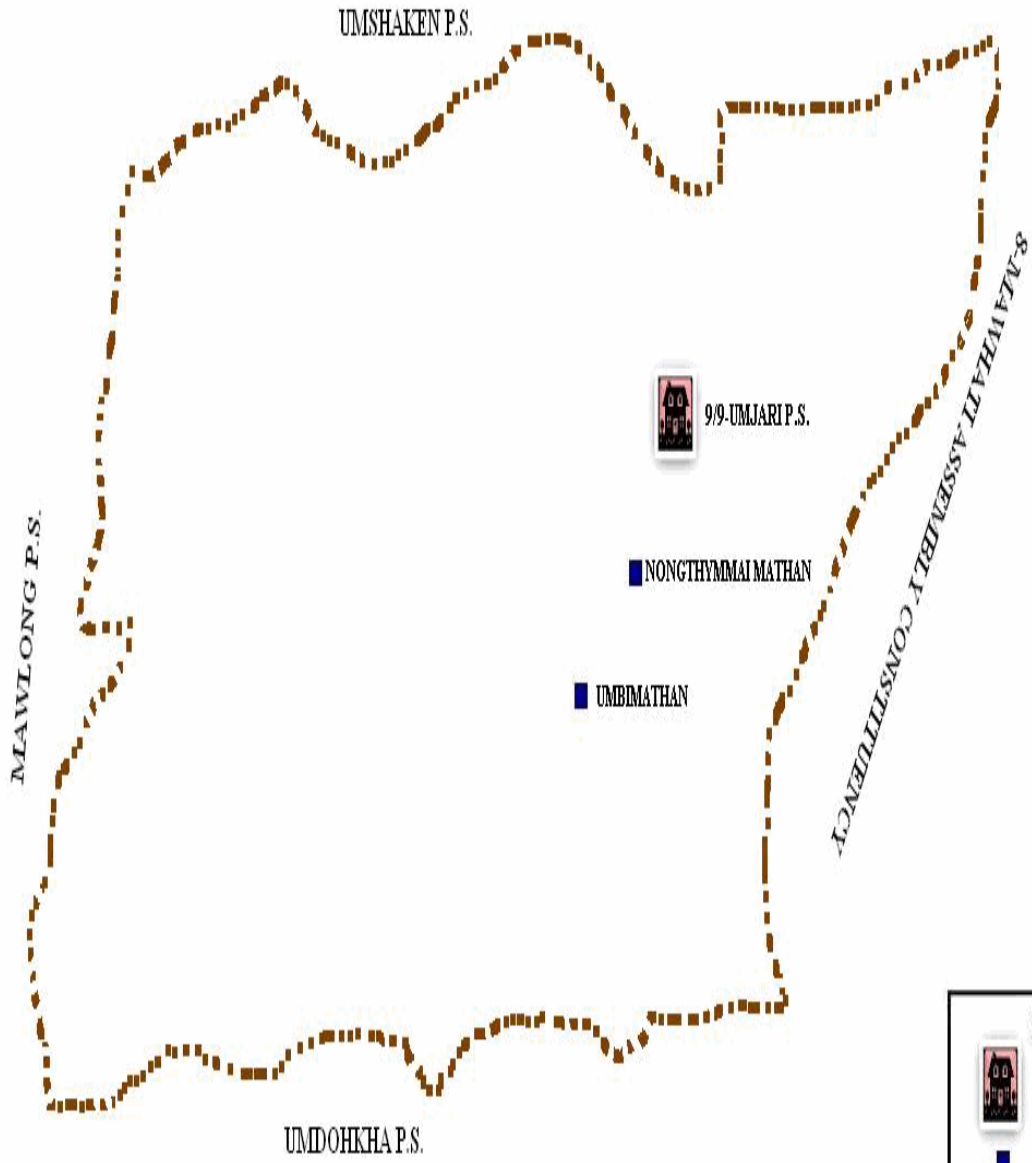 UMSHAKEN P.S.
8-MAWHATI ASSEMBLY CONSTITUENCY
9/9-UMJARI P.S.
NONGTHYMMAI MATHAN
MAWLONG P.S.
UMBIMATHAN
UMDOHKHA P.S.